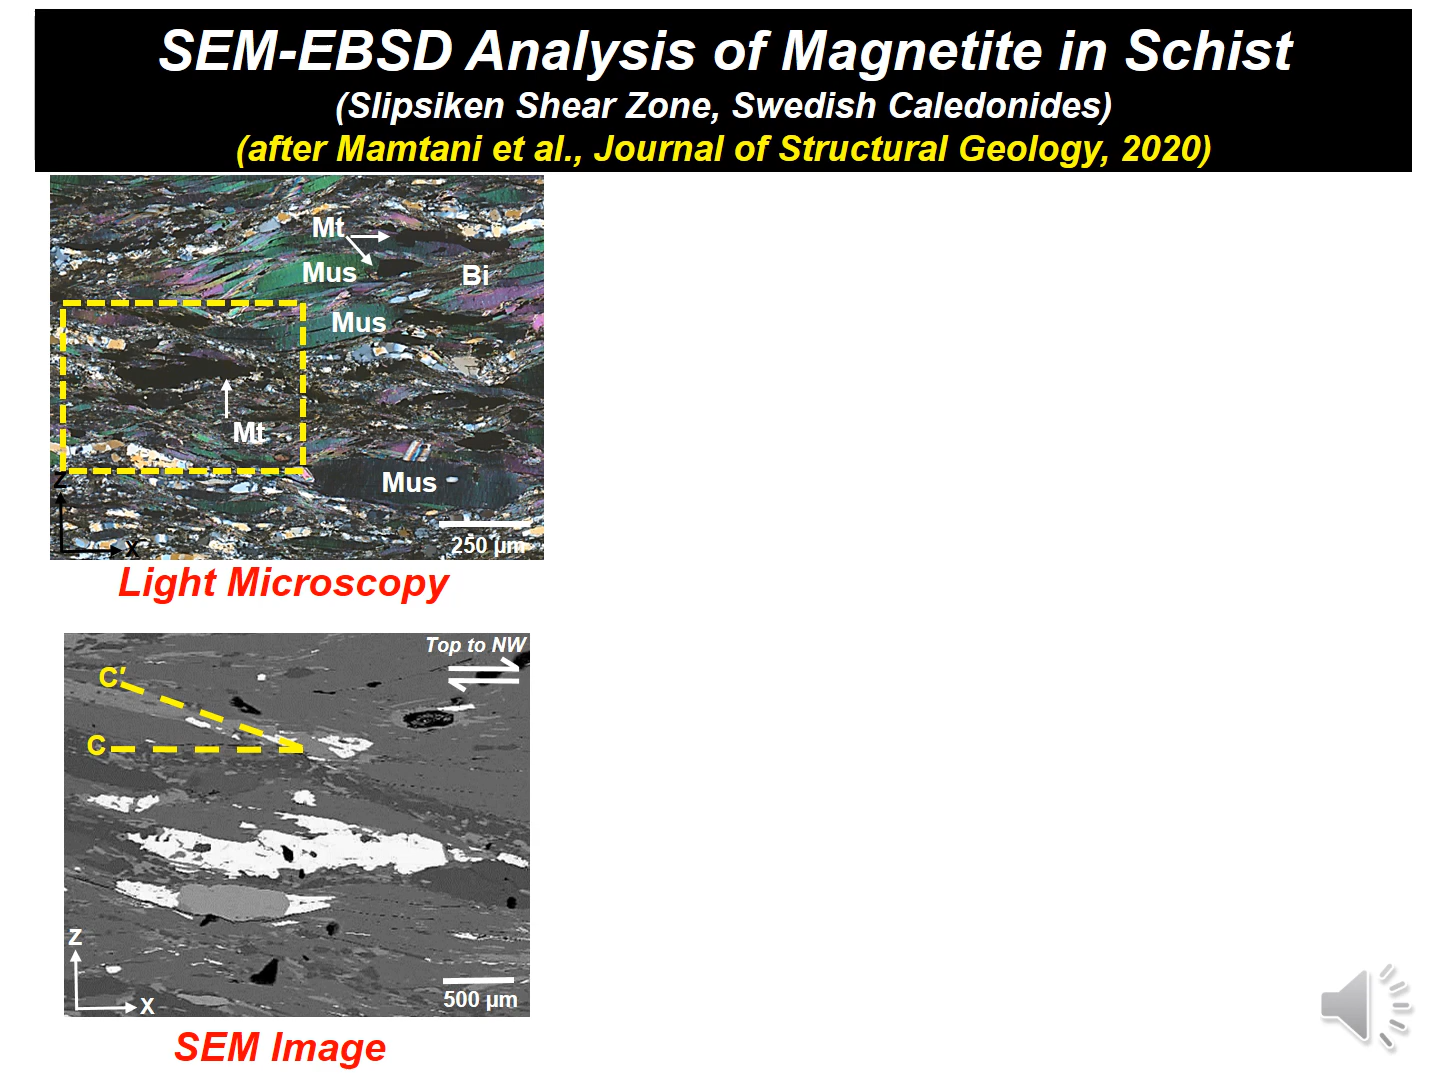 SEM-EBSD Analysis of Magnetite in Schist
(Slipsiken Shear Zone, Swedish Caledonides)
(after Mamtani et al., Journal of Structural Geology, 2020)
Mt
Mus
Bi
Mus
Mt
Mus
Z
X
250 µm
Light Microscopy
Top to NW
C'
C
Z
X
500 µm
SEM Image